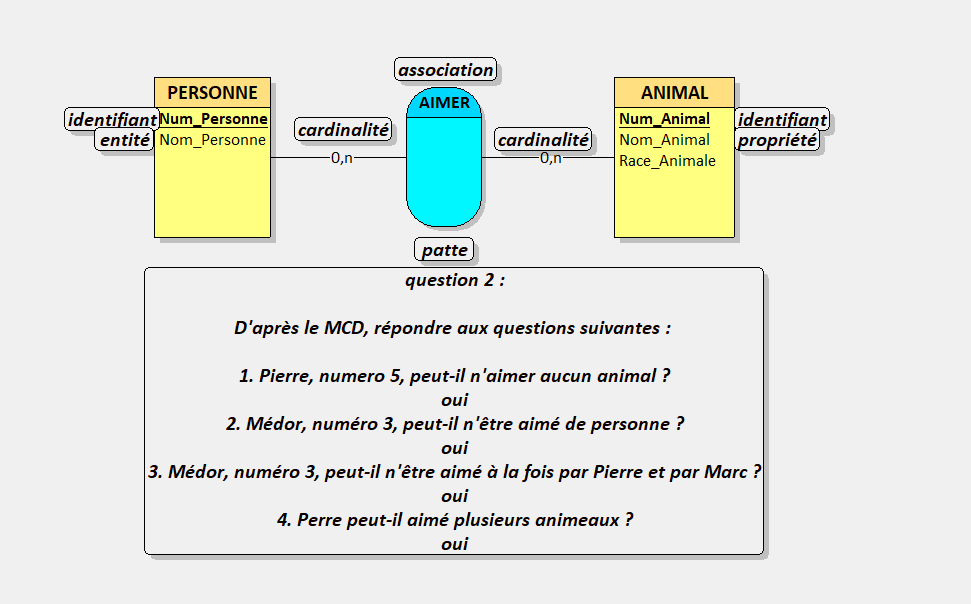 association
PERSONNE
AIMER
ANIMAL
identifiant
Num_Personne
cardinalité
Num_Animal
identifiant
entité
Nom_Personne
cardinalité
Nom_Animal
propriété
0,n
0,n
Race_Animale
patte
question 2 :
D'après le MCD, répondre aux questions suivantes :
1. Pierre, numero 5, peut-il n'aimer aucun animal ?
oui
2. Médor, numéro 3, peut-il n'être aimé de personne ?
oui
3. Médor, numéro 3, peut-il n'être aimé à la fois par Pierre et par Marc ?
oui
4. Perre peut-il aimé plusieurs animeaux ?
oui